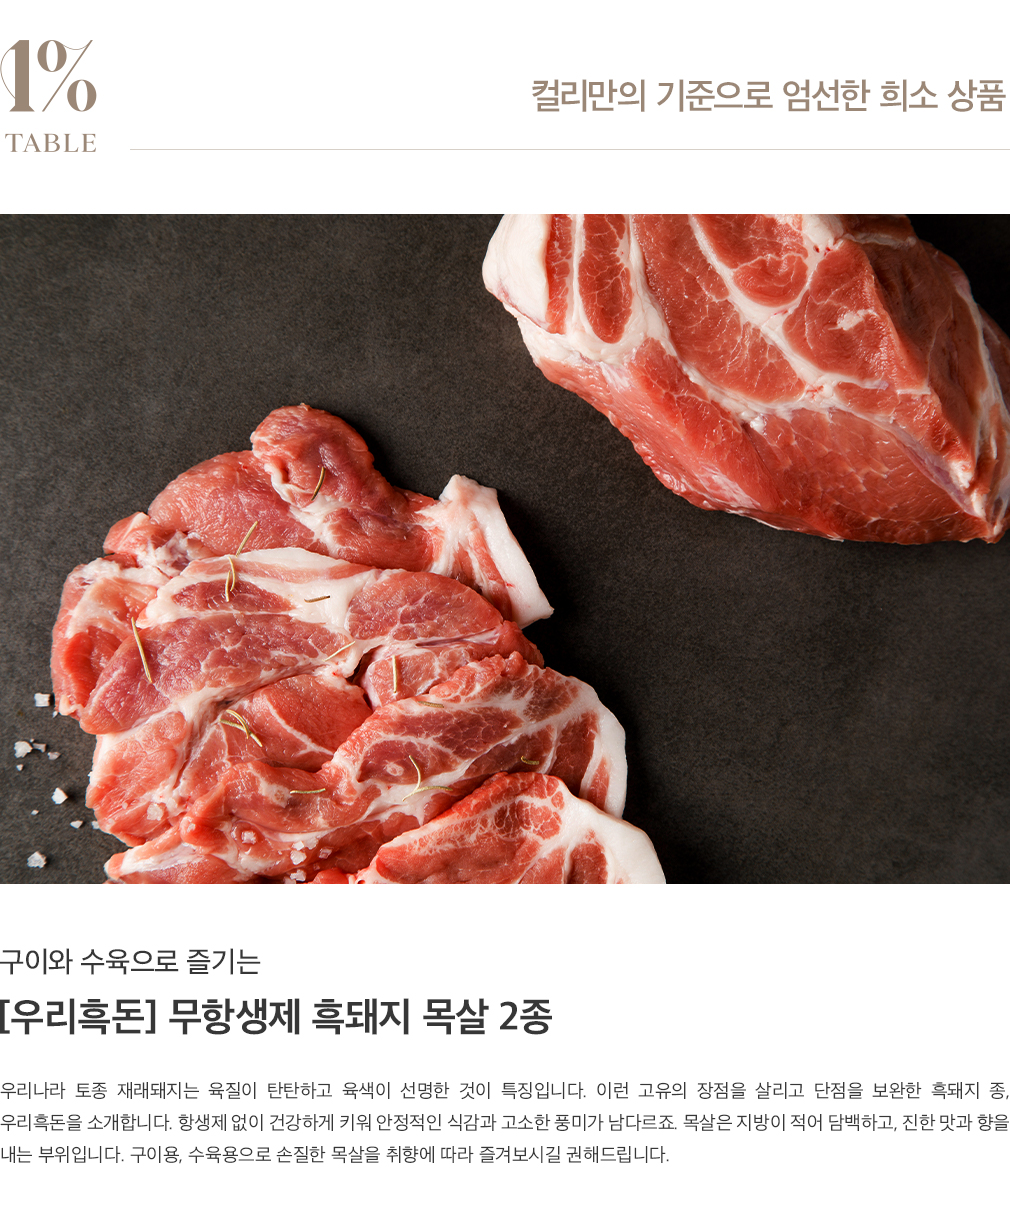 1%
TABLE
컬리만의 기준으로 엄선한 희소 상품
구이와 수육으로 즐기는
[우리흑돈] 무항생제 흑돼지 목살 2종
우리나라 토종 재래돼지는 육질이 탄탄하고 육색이 선명한 것이 특징입니다. 이런 고유의 장점을 살리고 단점을 보완한 흑돼지 종,
우리흑돈을 소개합니다. 항생제 없이 건강하게 키워 안정적인 식감과 고소한 풍미가 남다르죠. 목살은 지방이 적어 담백하고, 진한 맛과 향을
내는 부위입니다. 구이용, 수육용으로 손질한 목살을 취향에 따라 즐겨보시길 권해드립니다.